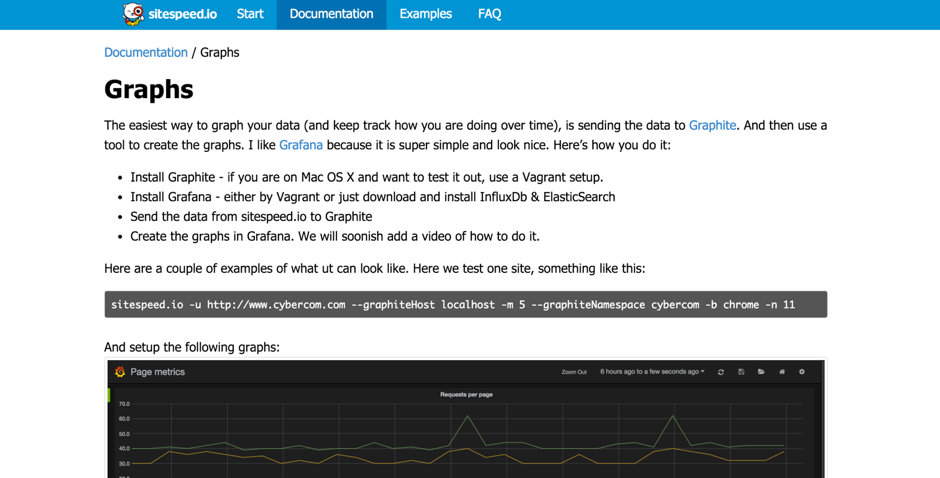 sitespeed.io Start Documentation Examples FAQ
Documentation / Graphs
Graphs
The easiest way to graph your data (and keep track how you are doing over time), is sending the data to Graphite. And then use a
tool to create the graphs. I like Grafana because it is super simple and look nice. Here’s how you do it:
• Install Graphite - if you are on Mac OS X and want to test it out, use a Vagrant setup.
• Install Grafana - either by Vagrant or just download and install InfluxDb & ElasticSearch
• Send the data from sitespeed.io to Graphite
• Create the graphs in Grafana. We will soonish add a video of how to do it.
Here are a couple of examples of what ut can look like. Here we test one site, something like this:
sitespeed.io -u http://www.cybercom.com --graphiteHost localhost -m 5 --graphiteNamespace cybercom -b chrome -n 11
And setup the following graphs:
Page metrics Zoom Out 6 hours ago to a few seconds ago
Requests per page
70.0
60.0
50.0
40.0
30.0